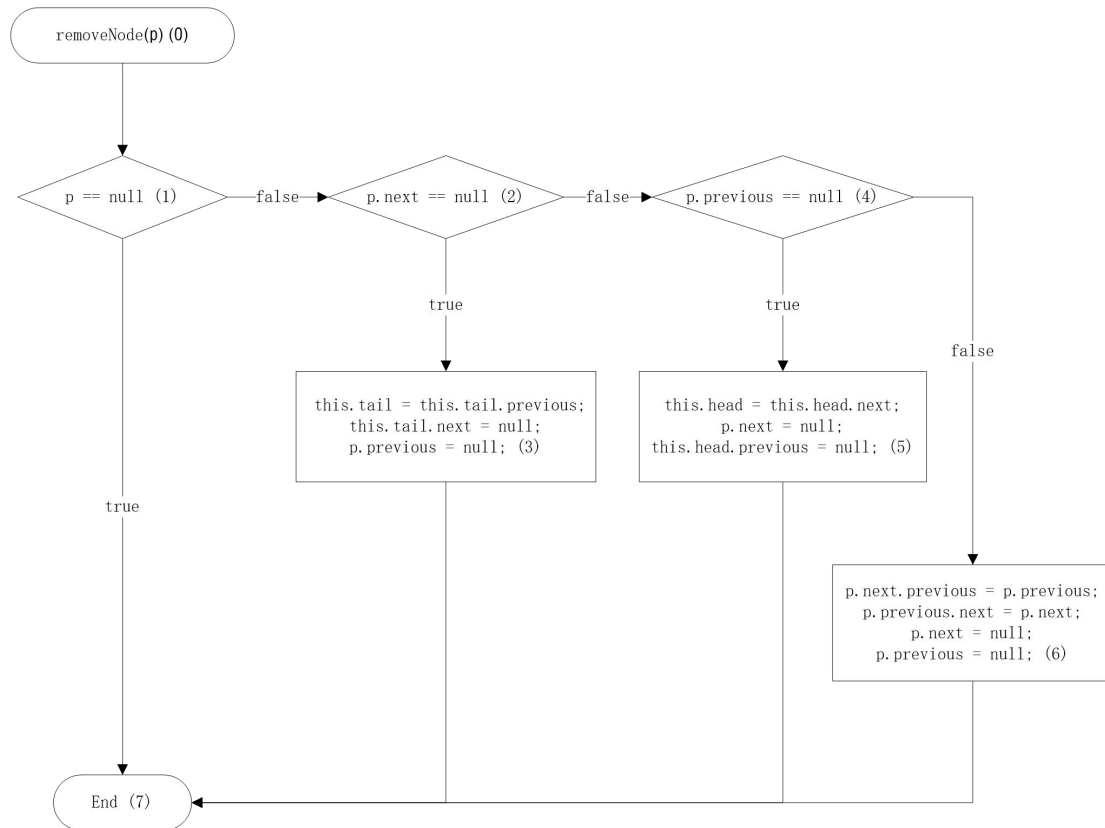 removeNode(p) (0)
p == null (1)
false
p.next == null (2)
false
p.previous == null (4)
true
true
false
this.tail = this.tail.previous;
this.tail.next = null;
p.previous = null; (3)
this.head = this.head.next;
p.next = null;
this.head.previous = null; (5)
true
p.next.previous = p.previous;
p.previous.next = p.next;
p.next = null;
p.previous = null; (6)
End (7)